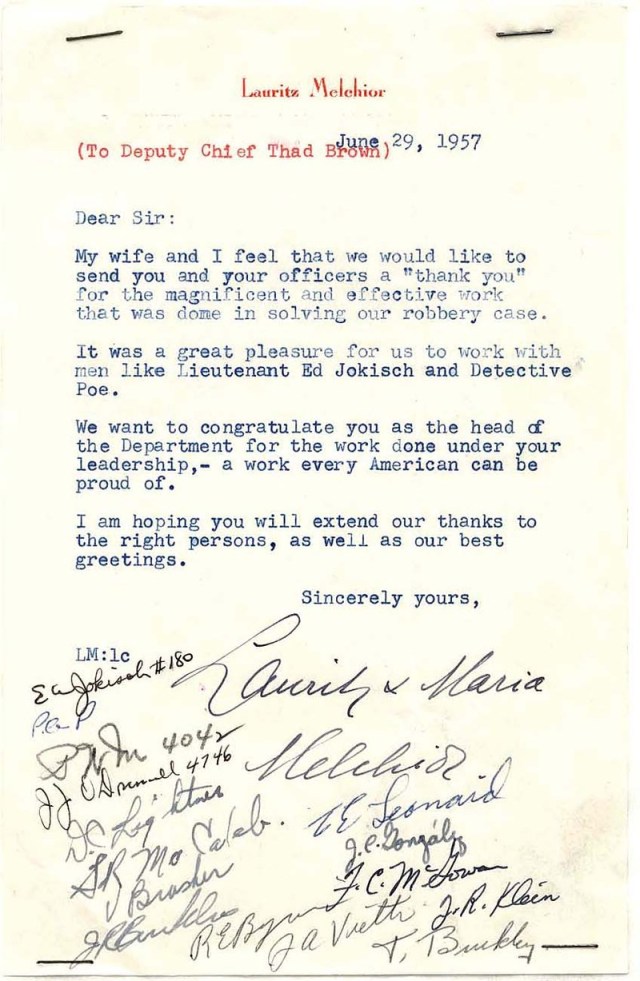 Lauritz Melchior
June 29, 1957
(To Deputy Chief Thad Brown)
Dear Sir:
My wife and I feel that we would like to
send you and your officers a "thank you"
for the magnificent and effective work
that was dome in solving our robbery case.
It was a great pleasure for us to work with
men like Lieutenant Ed Jokisch and Detective
Poe.
We want to congratulate you as the head of
the Department for the work done under your
leadership,- a work every American can be
proud of.
I am hoping you will extend our thanks to
the right persons, as well as our best
greetings.
Sincerely yours,
LM:lc
E W Jokisch #180
Lauritz & Maria
Melchior
4042
J J O'Donnell 4746
D.C. Lightner
Leonard
J.C. González
J Brasher
F. C. McGowan
J.R. Klein
J A Vieth
T. Binkley